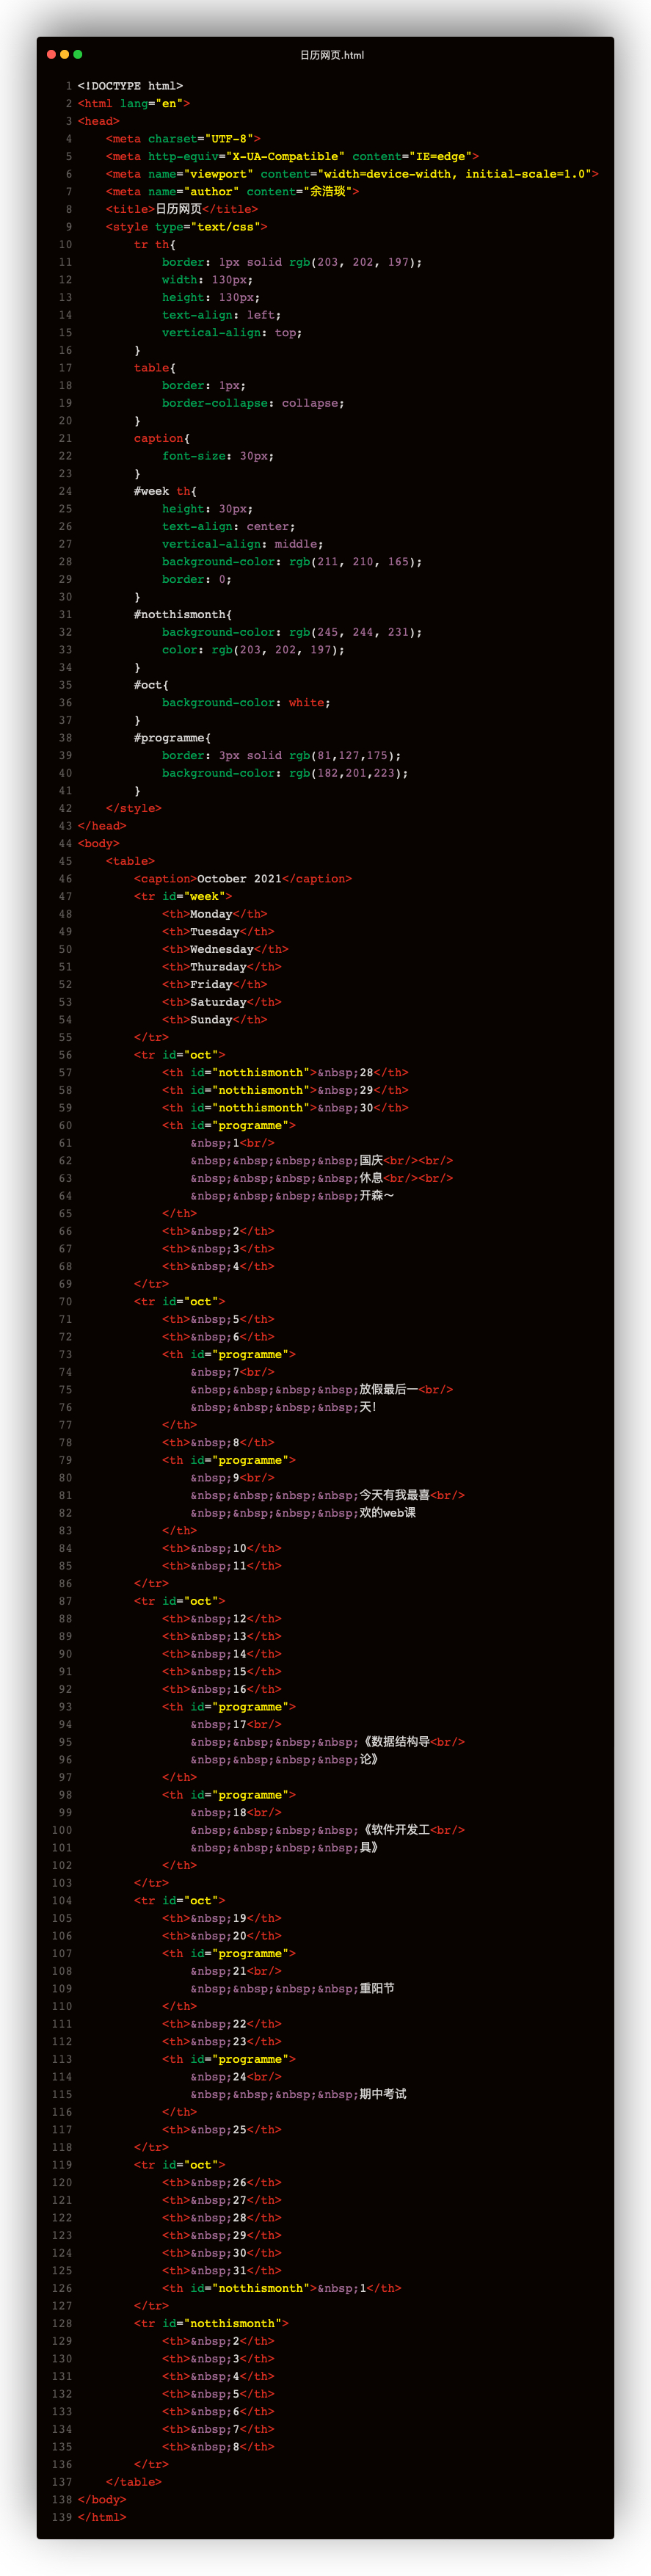 日历网页.html
1 <!DOCTYPE html>
2 <html lang="en">
3 <head>
4     <meta charset="UTF-8">
5     <meta http-equiv="X-UA-Compatible" content="IE=edge">
6     <meta name="viewport" content="width=device-width, initial-scale=1.0">
7     <meta name="author" content="余浩琰">
8     <title>日历网页</title>
9     <style type="text/css">
10         tr th{
11             border: 1px solid rgb(203, 202, 197);
12             width: 130px;
13             height: 130px;
14             text-align: left;
15             vertical-align: top;
16         }
17         table{
18             border: 1px;
19             border-collapse: collapse;
20         }
21         caption{
22             font-size: 30px;
23         }
24         #week th{
25             height: 30px;
26             text-align: center;
27             vertical-align: middle;
28             background-color: rgb(211, 210, 165);
29             border: 0;
30         }
31         #notthismonth{
32             background-color: rgb(245, 244, 231);
33             color: rgb(203, 202, 197);
34         }
35         #oct{
36             background-color: white;
37         }
38         #programme{
39             border: 3px solid rgb(81,127,175);
40             background-color: rgb(182,201,223);
41         }
42     </style>
43 </head>
44 <body>
45     <table>
46         <caption>October 2021</caption>
47         <tr id="week">
48             <th>Monday</th>
49             <th>Tuesday</th>
50             <th>Wednesday</th>
51             <th>Thursday</th>
52             <th>Friday</th>
53             <th>Saturday</th>
54             <th>Sunday</th>
55         </tr>
56         <tr id="oct">
57             <th id="notthismonth">&nbsp;28</th>
58             <th id="notthismonth">&nbsp;29</th>
59             <th id="notthismonth">&nbsp;30</th>
60             <th id="programme">
61                 &nbsp;1<br/>
62                 &nbsp;&nbsp;&nbsp;&nbsp;国庆<br/><br/>
63                 &nbsp;&nbsp;&nbsp;&nbsp;休息<br/><br/>
64                 &nbsp;&nbsp;&nbsp;&nbsp;开森～
65             </th>
66             <th>&nbsp;2</th>
67             <th>&nbsp;3</th>
68             <th>&nbsp;4</th>
69         </tr>
70         <tr id="oct">
71             <th>&nbsp;5</th>
72             <th>&nbsp;6</th>
73             <th id="programme">
74                 &nbsp;7<br/>
75                 &nbsp;&nbsp;&nbsp;&nbsp;放假最后一<br/>
76                 &nbsp;&nbsp;&nbsp;&nbsp;天！
77             </th>
78             <th>&nbsp;8</th>
79             <th id="programme">
80                 &nbsp;9<br/>
81                 &nbsp;&nbsp;&nbsp;&nbsp;今天有我最喜<br/>
82                 &nbsp;&nbsp;&nbsp;&nbsp;欢的web课
83             </th>
84             <th>&nbsp;10</th>
85             <th>&nbsp;11</th>
86         </tr>
87         <tr id="oct">
88             <th>&nbsp;12</th>
89             <th>&nbsp;13</th>
90             <th>&nbsp;14</th>
91             <th>&nbsp;15</th>
92             <th>&nbsp;16</th>
93             <th id="programme">
94                 &nbsp;17<br/>
95                 &nbsp;&nbsp;&nbsp;&nbsp;《数据结构导<br/>
96                 &nbsp;&nbsp;&nbsp;&nbsp;论》
97             </th>
98             <th id="programme">
99                 &nbsp;18<br/>
100                 &nbsp;&nbsp;&nbsp;&nbsp;《软件开发工<br/>
101                 &nbsp;&nbsp;&nbsp;&nbsp;具》
102             </th>
103         </tr>
104         <tr id="oct">
105             <th>&nbsp;19</th>
106             <th>&nbsp;20</th>
107             <th id="programme">
108                 &nbsp;21<br/>
109                 &nbsp;&nbsp;&nbsp;&nbsp;重阳节
110             </th>
111             <th>&nbsp;22</th>
112             <th>&nbsp;23</th>
113             <th id="programme">
114                 &nbsp;24<br/>
115                 &nbsp;&nbsp;&nbsp;&nbsp;期中考试
116             </th>
117             <th>&nbsp;25</th>
118         </tr>
119         <tr id="oct">
120             <th>&nbsp;26</th>
121             <th>&nbsp;27</th>
122             <th>&nbsp;28</th>
123             <th>&nbsp;29</th>
124             <th>&nbsp;30</th>
125             <th>&nbsp;31</th>
126             <th id="notthismonth">&nbsp;1</th>
127         </tr>
128         <tr id="notthismonth">
129             <th>&nbsp;2</th>
130             <th>&nbsp;3</th>
131             <th>&nbsp;4</th>
132             <th>&nbsp;5</th>
133             <th>&nbsp;6</th>
134             <th>&nbsp;7</th>
135             <th>&nbsp;8</th>
136         </tr>
137     </table>
138 </body>
139 </html>